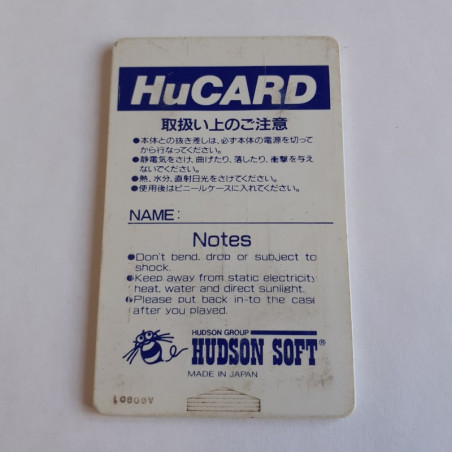 HuCARD
取扱い上のご注意
●本体との抜き差しは、必ず本体の電源を切って
から行なってください。
●静電気をさけ、曲げたり、落したり、衝撃を与え
ないでください。
●熱、水分、直射日光をさけてください。
●使用後はビニールケースに入れてください。
NAME:
Notes
●Don't bend, drop or subject to
shock.
●Keep away from static electricity
heat, water and direct sunlight.
●Please put back in-to the case
after you played.
HUDSON GROUP
HUDSON SOFT®
MADE IN JAPAN